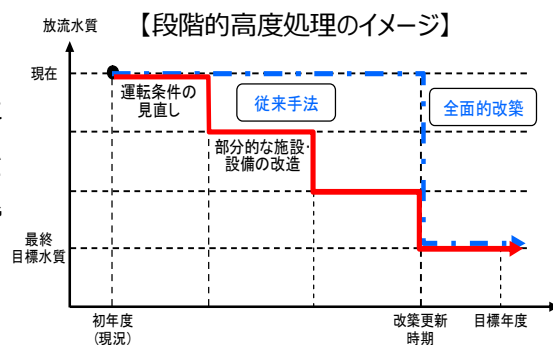 【段階的高度処理のイメージ】
放流水質
現在
運転条件の
見直し
従来手法
全面的改築
部分的な施設・
設備の改造
最終
目標水質
初年度
(現況)
改築更新
時期
目標年度